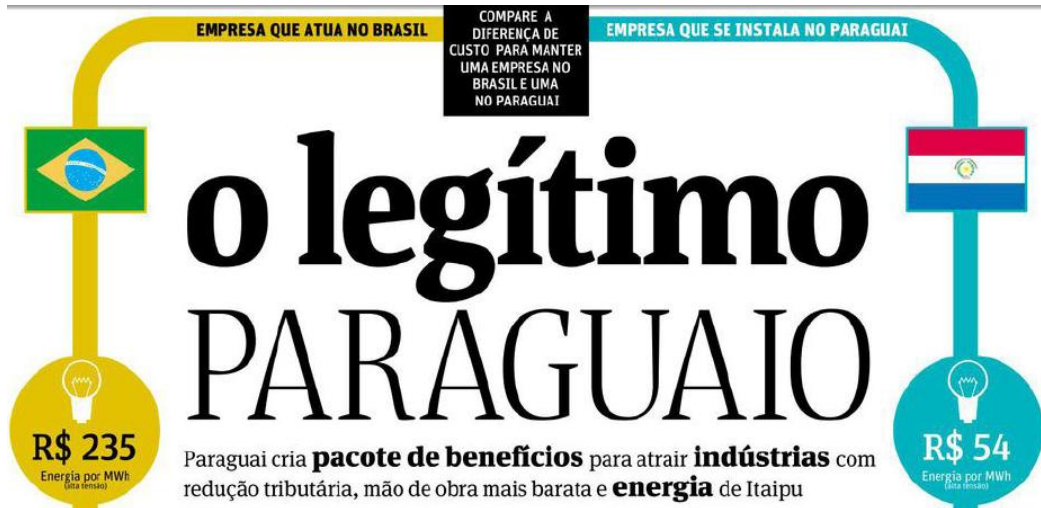 EMPRESA QUE ATUA NO BRASIL
COMPARE A
DIFERENÇA DE
CUSTO PARA MANTER
UMA EMPRESA NO
BRASIL E UMA
NO PARAGUAI
EMPRESA QUE SE INSTALA NO PARAGUAI
o legítimo
PARAGUAIO
Paraguai cria pacote de benefícios para atrair indústrias com
redução tributária, mão de obra mais barata e energia de Itaipu
R$ 235
Energia por MWh
(alta tensão)
R$ 54
Energia por MWh
(alta tensão)